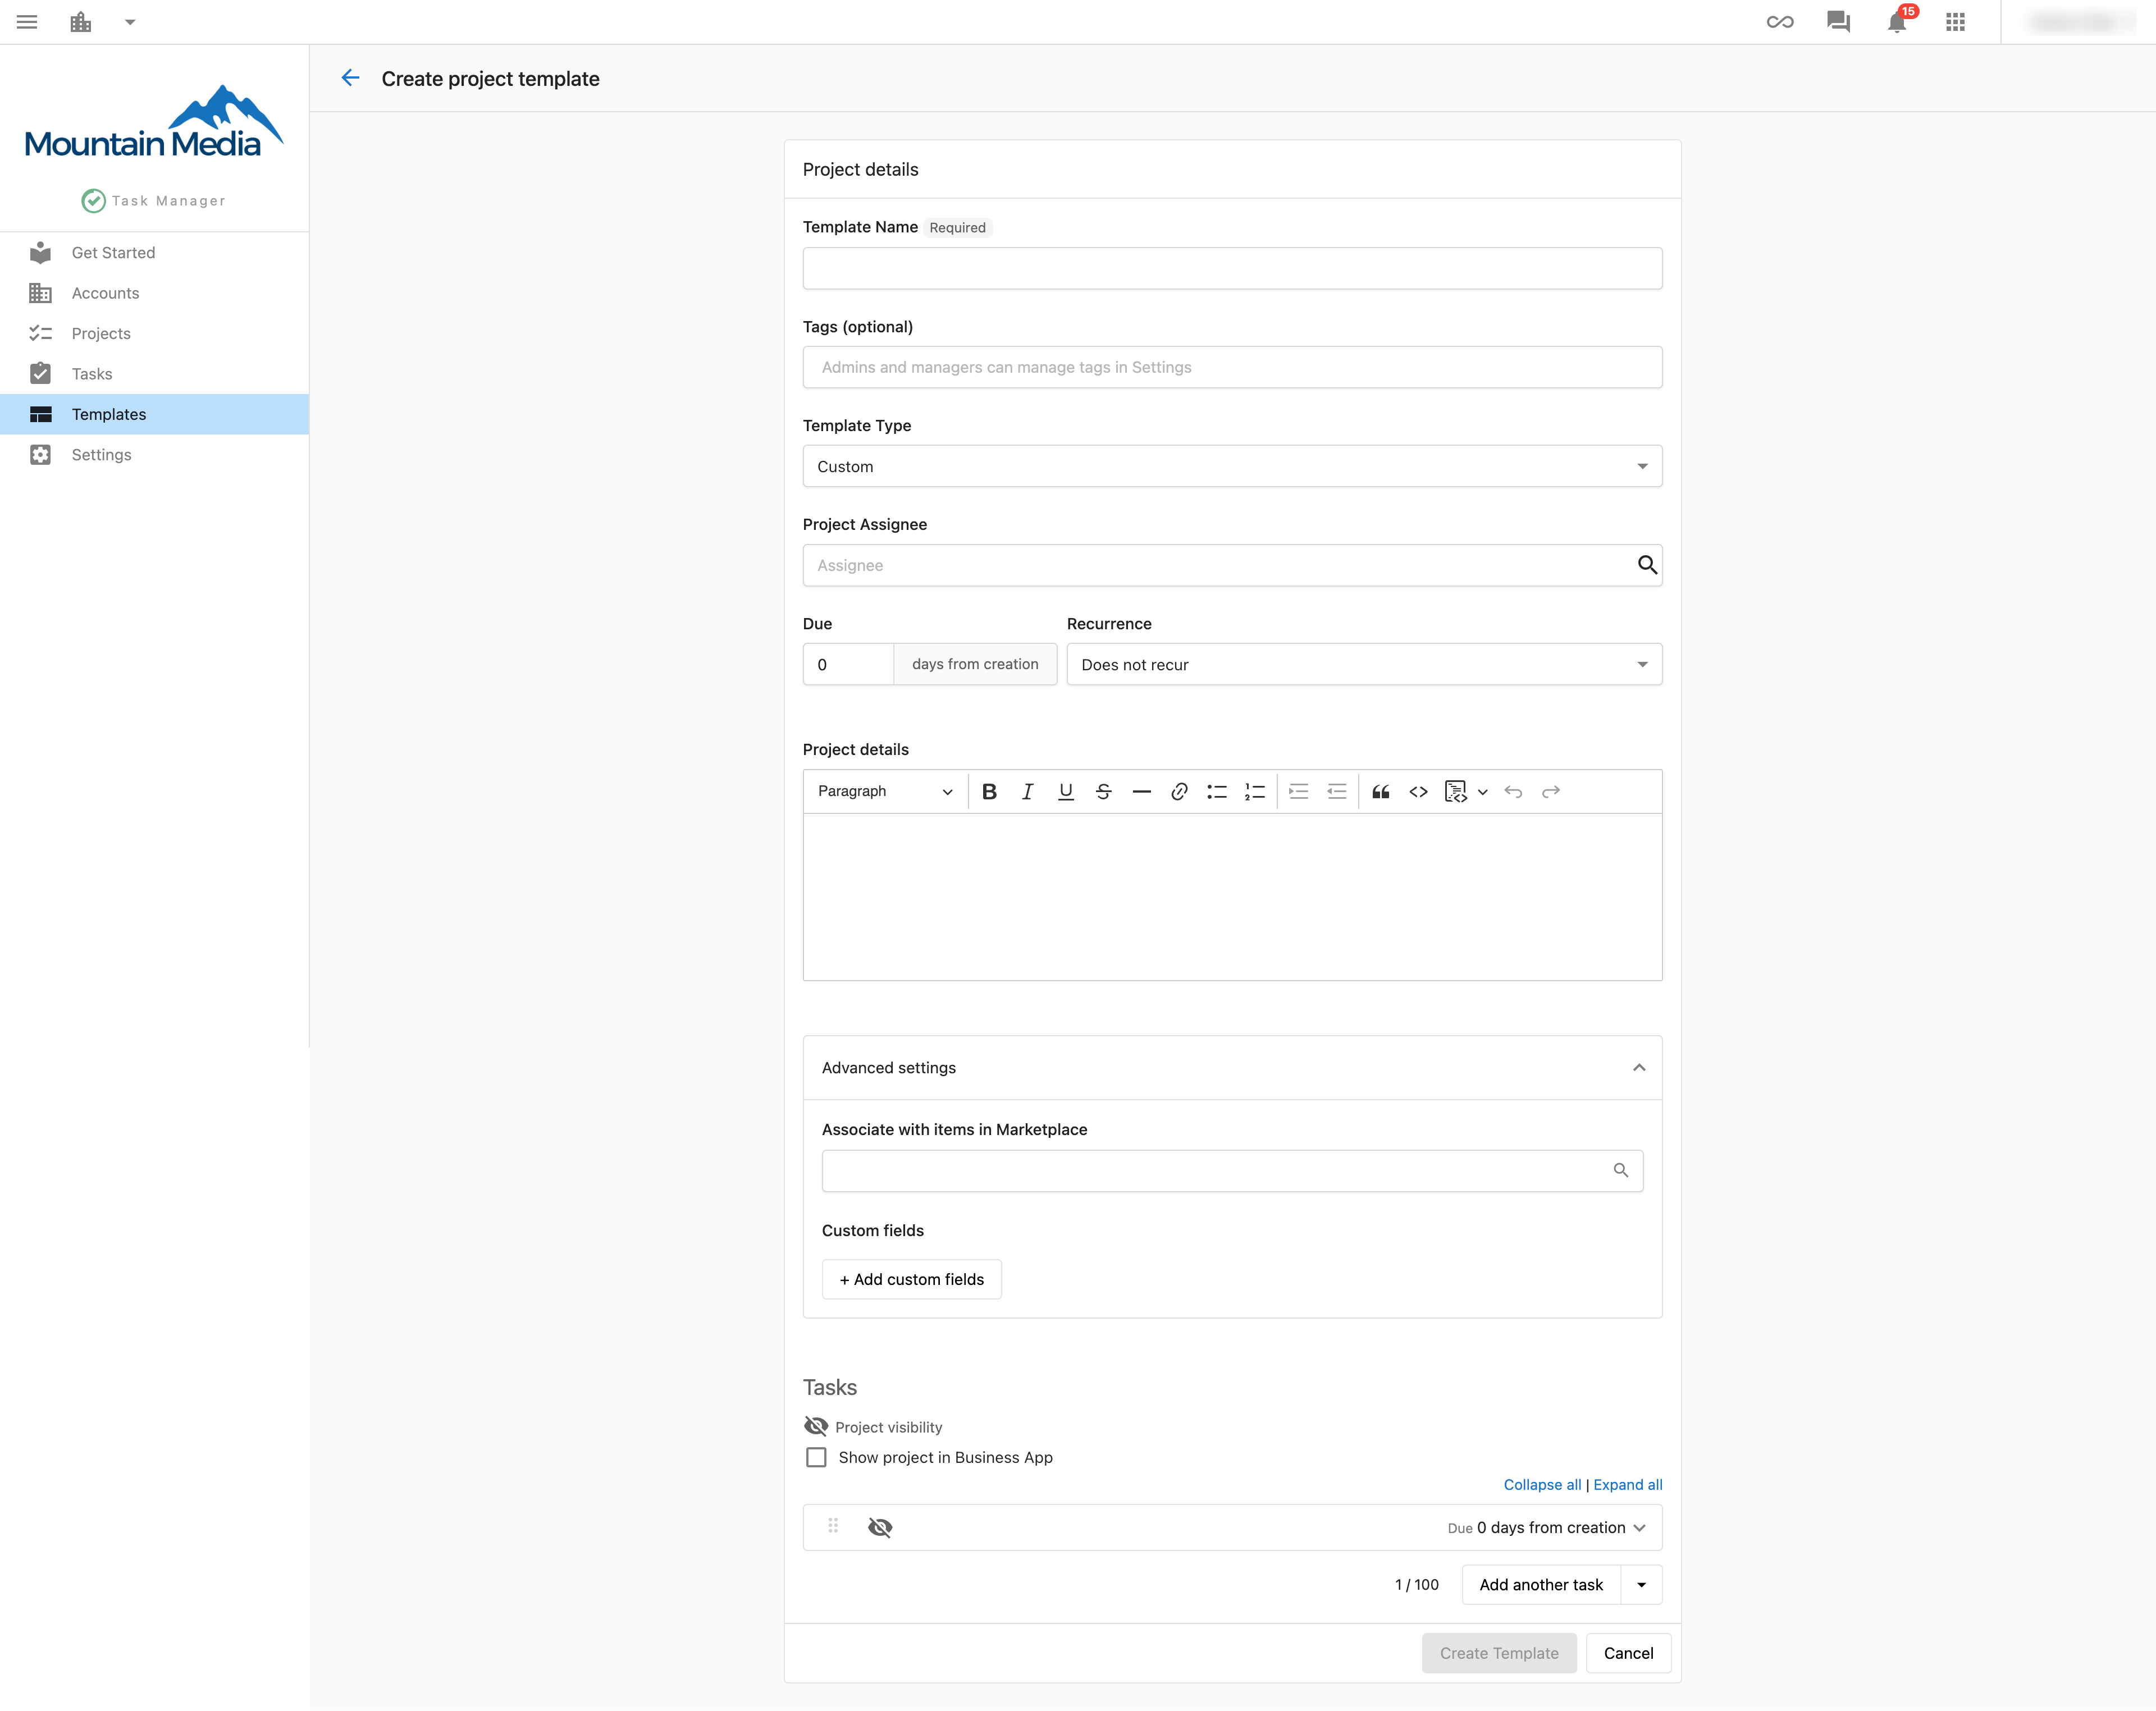 15
Create project template
Mountain Media
Task Manager
Get Started
Accounts
Projects
Tasks
Templates
Settings
Project details
Template Name Required
Tags (optional)
Admins and managers can manage tags in Settings
Template Type
Custom
Project Assignee
Assignee
Due Recurrence
0 days from creation Does not recur
Project details
Paragraph
Advanced settings
Associate with items in Marketplace
Custom fields
+ Add custom fields
Tasks
Project visibility
Show project in Business App
Collapse all | Expand all
Due 0 days from creation
1 / 100 Add another task
Create Template Cancel